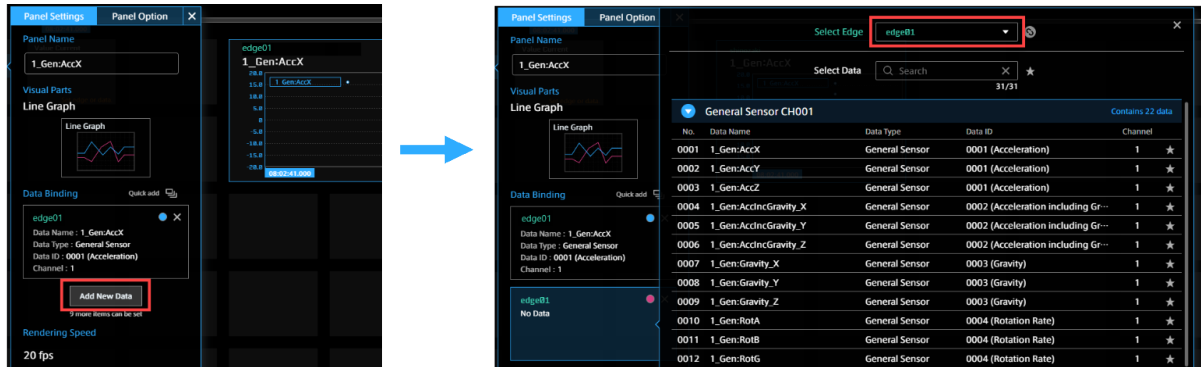 Panel Settings Panel Option ×
Panel Name
1_Gen:AccX
Visual Parts
Line Graph
Line Graph
Data Binding Quick add
edge01 ×
Data Name : 1_Gen:AccX
Data Type : General Sensor
Data ID : 0001 (Acceleration)
Channel : 1
Add New Data
9 more items can be set
Rendering Speed
20 fps
edge01
1_Gen:AccX
20.0
15.0
10.0
5.0
0
-5.0
-10.0
-15.0
-20.0
1_Gen:AccX
08:02:41.000
Panel Settings Panel Option
Panel Name
1_Gen:AccX
Visual Parts
Line Graph
Line Graph
Data Binding Quick add
edge01
Data Name : 1_Gen:AccX
Data Type : General Sensor
Data ID : 0001 (Acceleration)
Channel : 1
edge01
No Data
Select Edge edge01 ×
Select Data Search × ★
31/31
General Sensor CH001 Contains 22 data
No. Data Name Data Type Data ID Channel
0001 1_Gen:AccX General Sensor 0001 (Acceleration) 1 ★
0002 1_Gen:AccY General Sensor 0001 (Acceleration) 1 ★
0003 1_Gen:AccZ General Sensor 0001 (Acceleration) 1 ★
0004 1_Gen:AccIncGravity_X General Sensor 0002 (Acceleration including Gr··· 1 ★
0005 1_Gen:AccIncGravity_Y General Sensor 0002 (Acceleration including Gr··· 1 ★
0006 1_Gen:AccIncGravity_Z General Sensor 0002 (Acceleration including Gr··· 1 ★
0007 1_Gen:Gravity_X General Sensor 0003 (Gravity) 1 ★
0008 1_Gen:Gravity_Y General Sensor 0003 (Gravity) 1 ★
0009 1_Gen:Gravity_Z General Sensor 0003 (Gravity) 1 ★
0010 1_Gen:RotA General Sensor 0004 (Rotation Rate) 1 ★
0011 1_Gen:RotB General Sensor 0004 (Rotation Rate) 1 ★
0012 1_Gen:RotG General Sensor 0004 (Rotation Rate) 1 ★